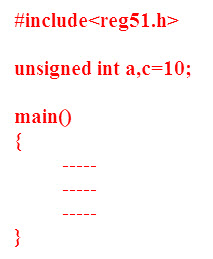 #include<reg51.h>
unsigned int a,c=10;
main()
{
-----
-----
-----
}